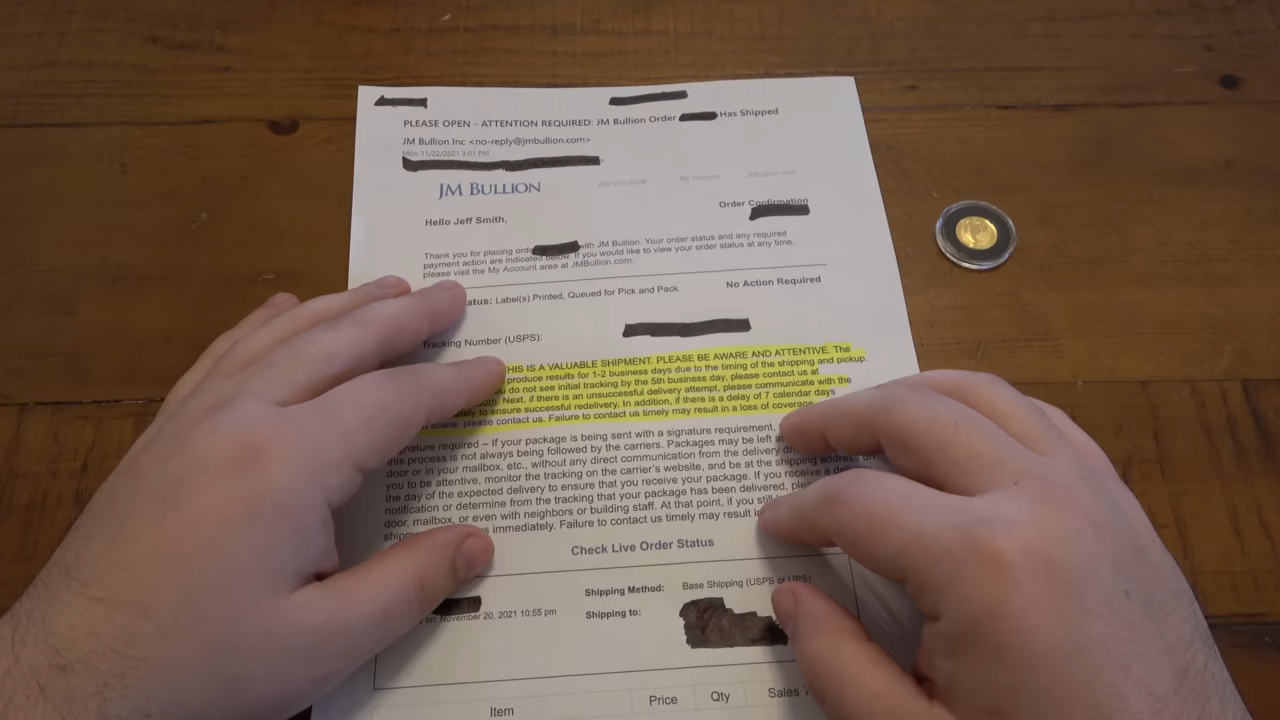 PLEASE OPEN - ATTENTION REQUIRED: JM Bullion Order Has Shipped
JM Bullion Inc <no-reply@jmbullion.com>
Mon 11/22/2021 3:01 PM
JM BULLION
My Account JMBullion.com
Order Confirmation
Hello Jeff Smith,
Thank you for placing with JM Bullion. Your order status and any required
payment action are indicated below. If you would like to view your order status at any time,
please visit the My Account area at JMBullion.com.
atus: Label(s) Printed, Queued for Pick and Pack No Action Required
Tracking Number (USPS):
THIS IS A VALUABLE SHIPMENT. PLEASE BE AWARE AND ATTENTIVE. The
produce results for 1-2 business days due to the timing of the shipping and pickup.
u do not see initial tracking by the 5th business day, please contact us at
om. Next, if there is an unsuccessful delivery attempt, please communicate with the
ately to ensure successful redelivery. In addition, if there is a delay of 7 calendar days
n scans, please contact us. Failure to contact us timely may result in a loss of coverage.
nature required – If your package is being sent with a signature requirement,
this process is not always being followed by the carriers. Packages may be left at
door or in your mailbox, etc., without any direct communication from the delivery
you to be attentive, monitor the tracking on the carrier's website, and be at the shipping address on
the day of the expected delivery to ensure that you receive your package. If you receive a
notification or determine from the tracking that your package has been delivered,
door, mailbox, or even with neighbors or building staff. At that point, if you still
shipm s immediately. Failure to contact us timely may result in
Check Live Order Status
Shipping Method: Base Shipping (USPS or UPS)
on: November 20, 2021 10:55 pm Shipping to:
Item Price Qty Sales